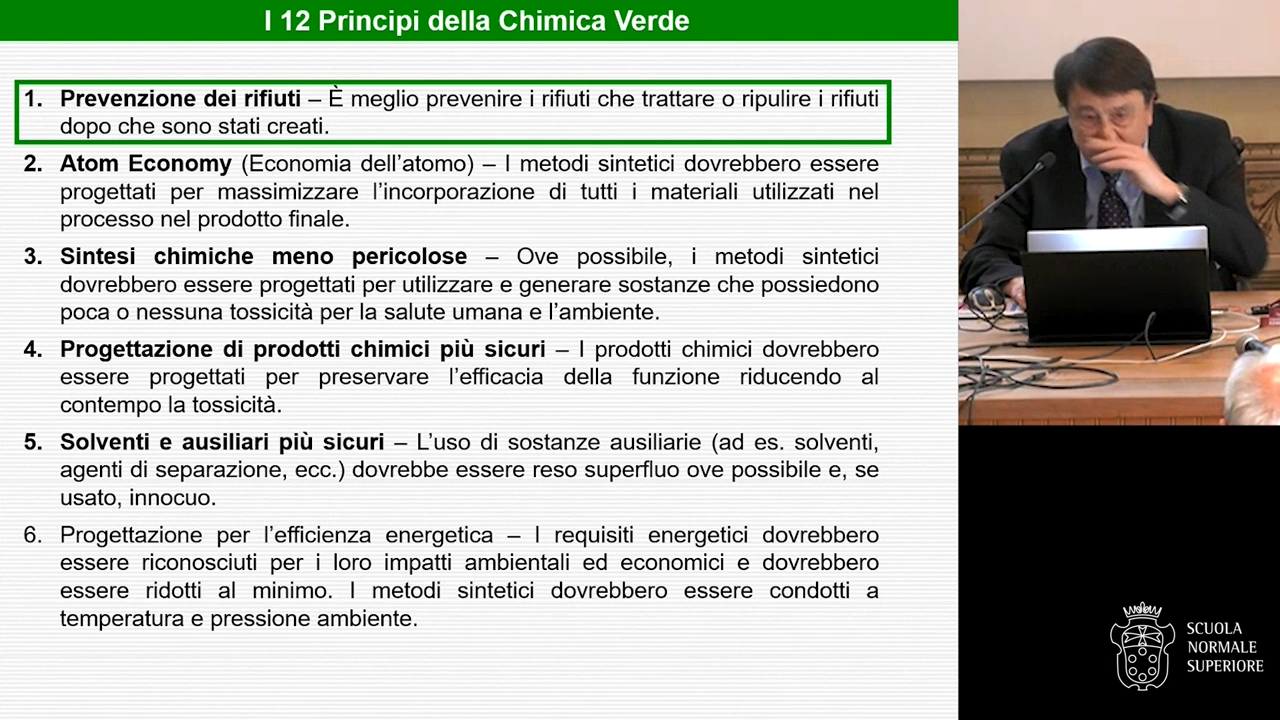 I 12 Principi della Chimica Verde
1. Prevenzione dei rifiuti – È meglio prevenire i rifiuti che trattare o ripulire i rifiuti
dopo che sono stati creati.
2. Atom Economy (Economia dell’atomo) – I metodi sintetici dovrebbero essere
progettati per massimizzare l’incorporazione di tutti i materiali utilizzati nel
processo nel prodotto finale.
3. Sintesi chimiche meno pericolose – Ove possibile, i metodi sintetici
dovrebbero essere progettati per utilizzare e generare sostanze che possiedono
poca o nessuna tossicità per la salute umana e l’ambiente.
4. Progettazione di prodotti chimici più sicuri – I prodotti chimici dovrebbero
essere progettati per preservare l’efficacia della funzione riducendo al
contempo la tossicità.
5. Solventi e ausiliari più sicuri – L’uso di sostanze ausiliarie (ad es. solventi,
agenti di separazione, ecc.) dovrebbe essere reso superfluo ove possibile e, se
usato, innocuo.
6. Progettazione per l’efficienza energetica – I requisiti energetici dovrebbero
essere riconosciuti per i loro impatti ambientali ed economici e dovrebbero
essere ridotti al minimo. I metodi sintetici dovrebbero essere condotti a
temperatura e pressione ambiente.
SCUOLA
NORMALE
SUPERIORE